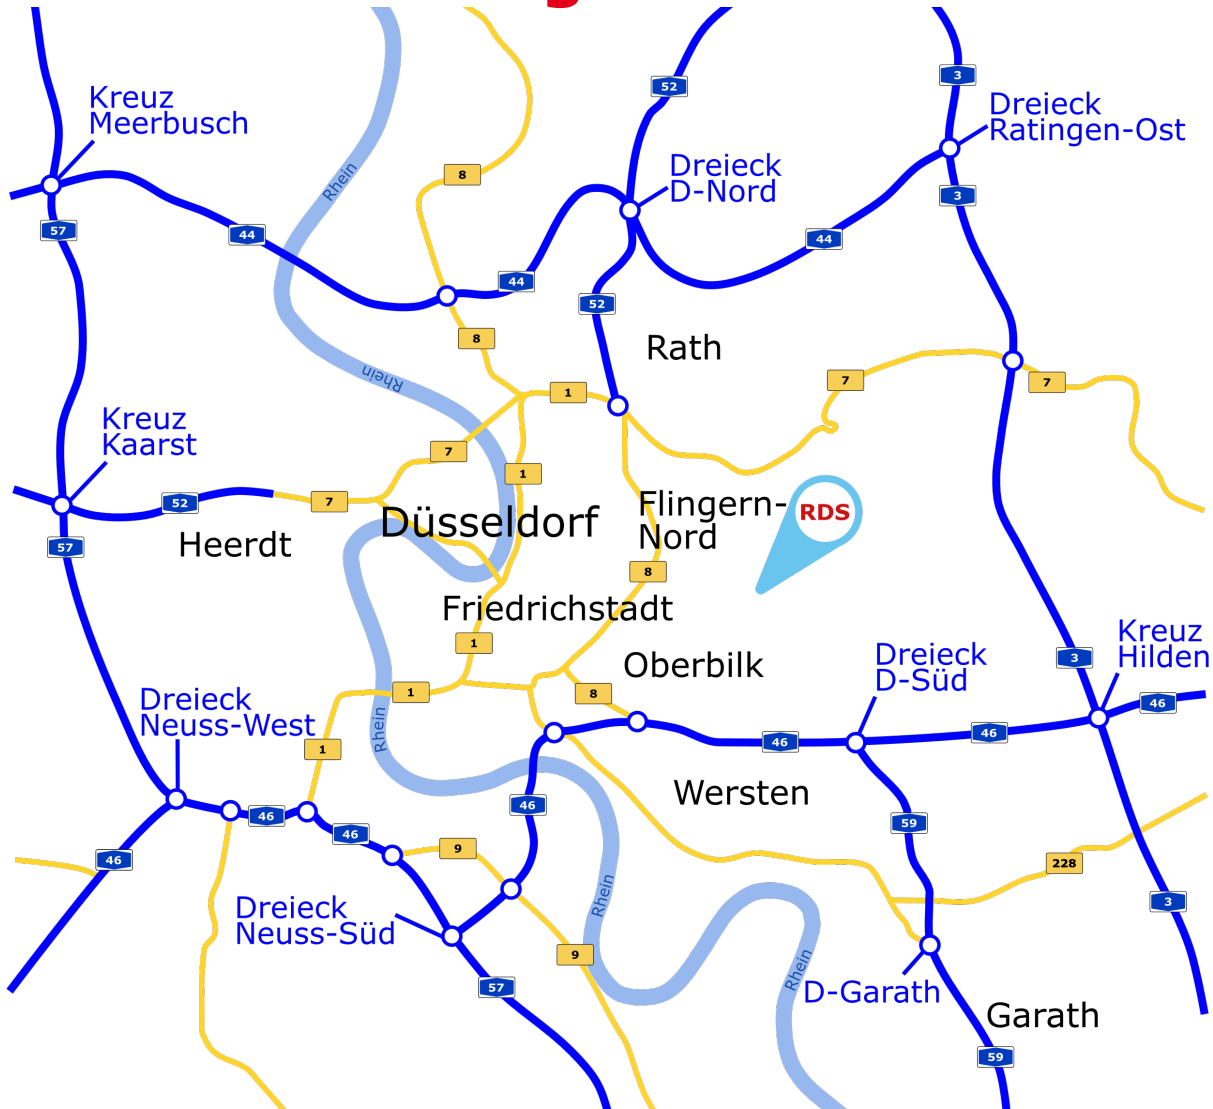 3
52
Kreuz
Meerbusch
Dreieck
Ratingen-Ost
Rhein
8
Dreieck
D-Nord
3
57
44
44
44
52
8
Rath
Rhein
7
7
1
Kreuz
Kaarst
7
1
52
7
Flingern-
Nord
RDS
Düsseldorf
Heerdt
57
8
Friedrichstadt
1
Kreuz
Hilden
Oberbilk
Dreieck
D-Süd
3
1
8
Dreieck
Neuss-West
46
Rhein
46
46
1
Wersten
46
46
46
59
9
46
228
Rhein
3
Dreieck
Neuss-Süd
9
Rhein
57
D-Garath
Garath
59